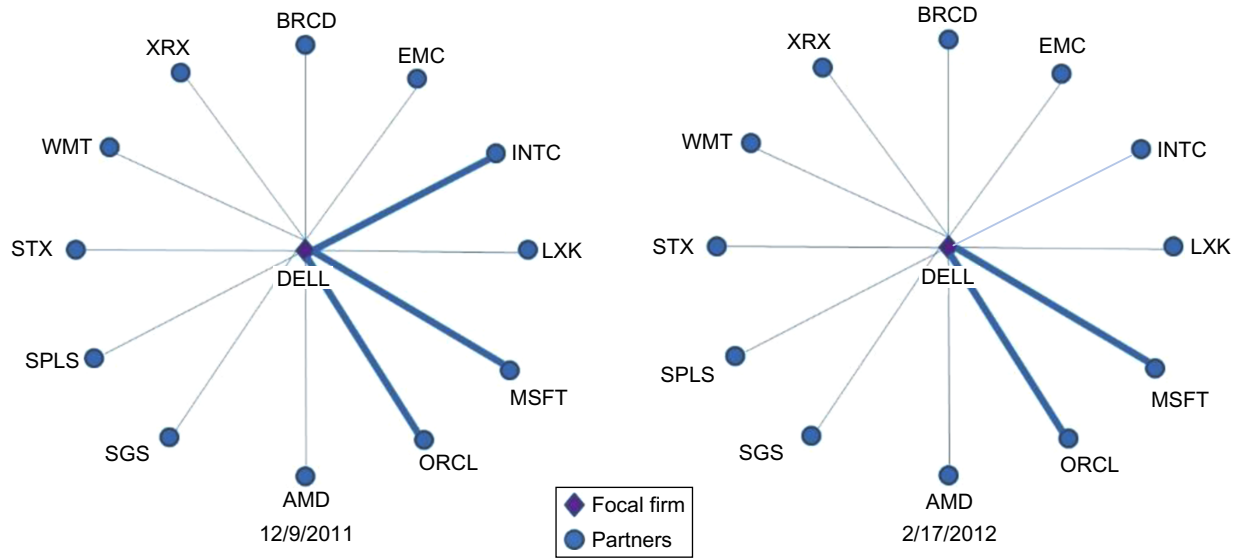 BRCD
XRX
EMC
WMT
INTC
STX
LXK
DELL
SPLS
MSFT
SGS
ORCL
AMD
12/9/2011
BRCD
XRX
EMC
WMT
INTC
STX
LXK
DELL
SPLS
MSFT
SGS
ORCL
AMD
2/17/2012
Focal firm
Partners